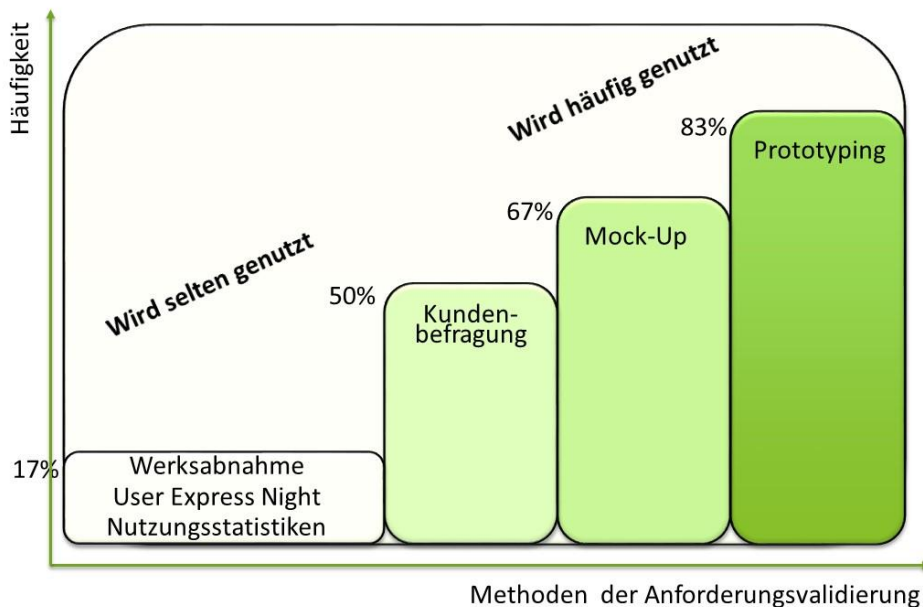 Häufigkeit
Wird häufig genutzt
83%
Prototyping
67%
Mock-Up
Wird selten genutzt
50%
Kunden-
befragung
17%
Werksabnahme
User Express Night
Nutzungsstatistiken
Methoden der Anforderungsvalidierung